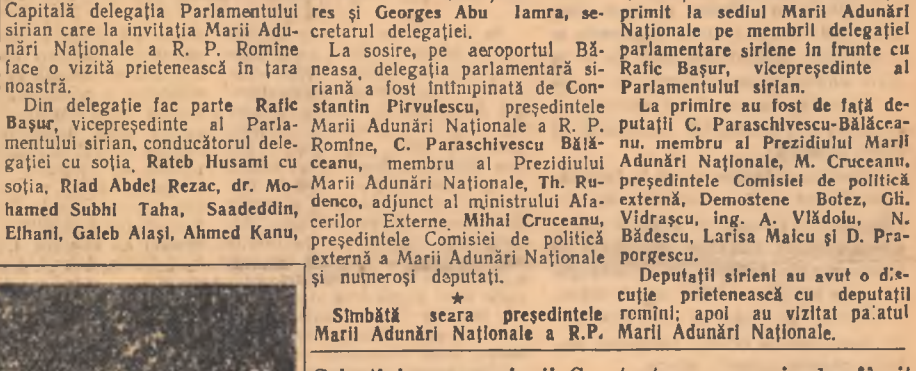 Capitală delegația Parlamentului
sirian care la invitația Marii Adu-
nări Naționale a R. P. Romîne
face o vizită prietenească în țara
noastră.
Din delegație fac parte Rafic
Bașur, vicepreședinte al Parla-
mentului sirian, conducătorul dele-
gației cu soția, Rateb Husami cu
soția, Riad Abdel Rezac, dr. Mo-
hamed Subhi Taha, Saadeddin,
Elhani, Galeb Alași, Ahmed Kanu,
res și Georges Abu Iamra, se-
cretarul delegației.
La sosire, pe aeroportul Bă-
neasa, delegația parlamentară si-
riană a fost întîmpinată de Con-
stantin Pîrvulescu, președintele
Marii Adunări Naționale a R. P.
Romîne, C. Paraschivescu Bălă-
ceanu, membru al Prezidiului
Marii Adunări Naționale, Th. Ru-
denco, adjunct al ministrului Afa-
cerilor Externe, Mihai Cruceanu,
președintele Comisiei de politică
externă a Marii Adunări Naționale
și numeroși deputați.
★
Sîmbătă seara președintele
Marii Adunări Naționale a R.P.
primit la sediul Marii Adunări
Naționale pe membrii delegației
parlamentare siriene în frunte cu
Rafic Bașur, vicepreședinte al
Parlamentului sirian.
La primire au fost de față de-
putații C. Paraschivescu-Bălăcea-
nu, membru al Prezidiului Marii
Adunări Naționale, M. Cruceanu,
președintele Comisiei de politică
externă, Demostene Botez, Gh.
Vidrașcu, ing. A. Vlădoiu, N.
Bădescu, Larisa Maicu și D. Pra-
porgescu.
Deputații sirieni au avut o dis-
cuție prietenească cu deputații
romîni; apoi au vizitat palatul
Marii Adunări Naționale.